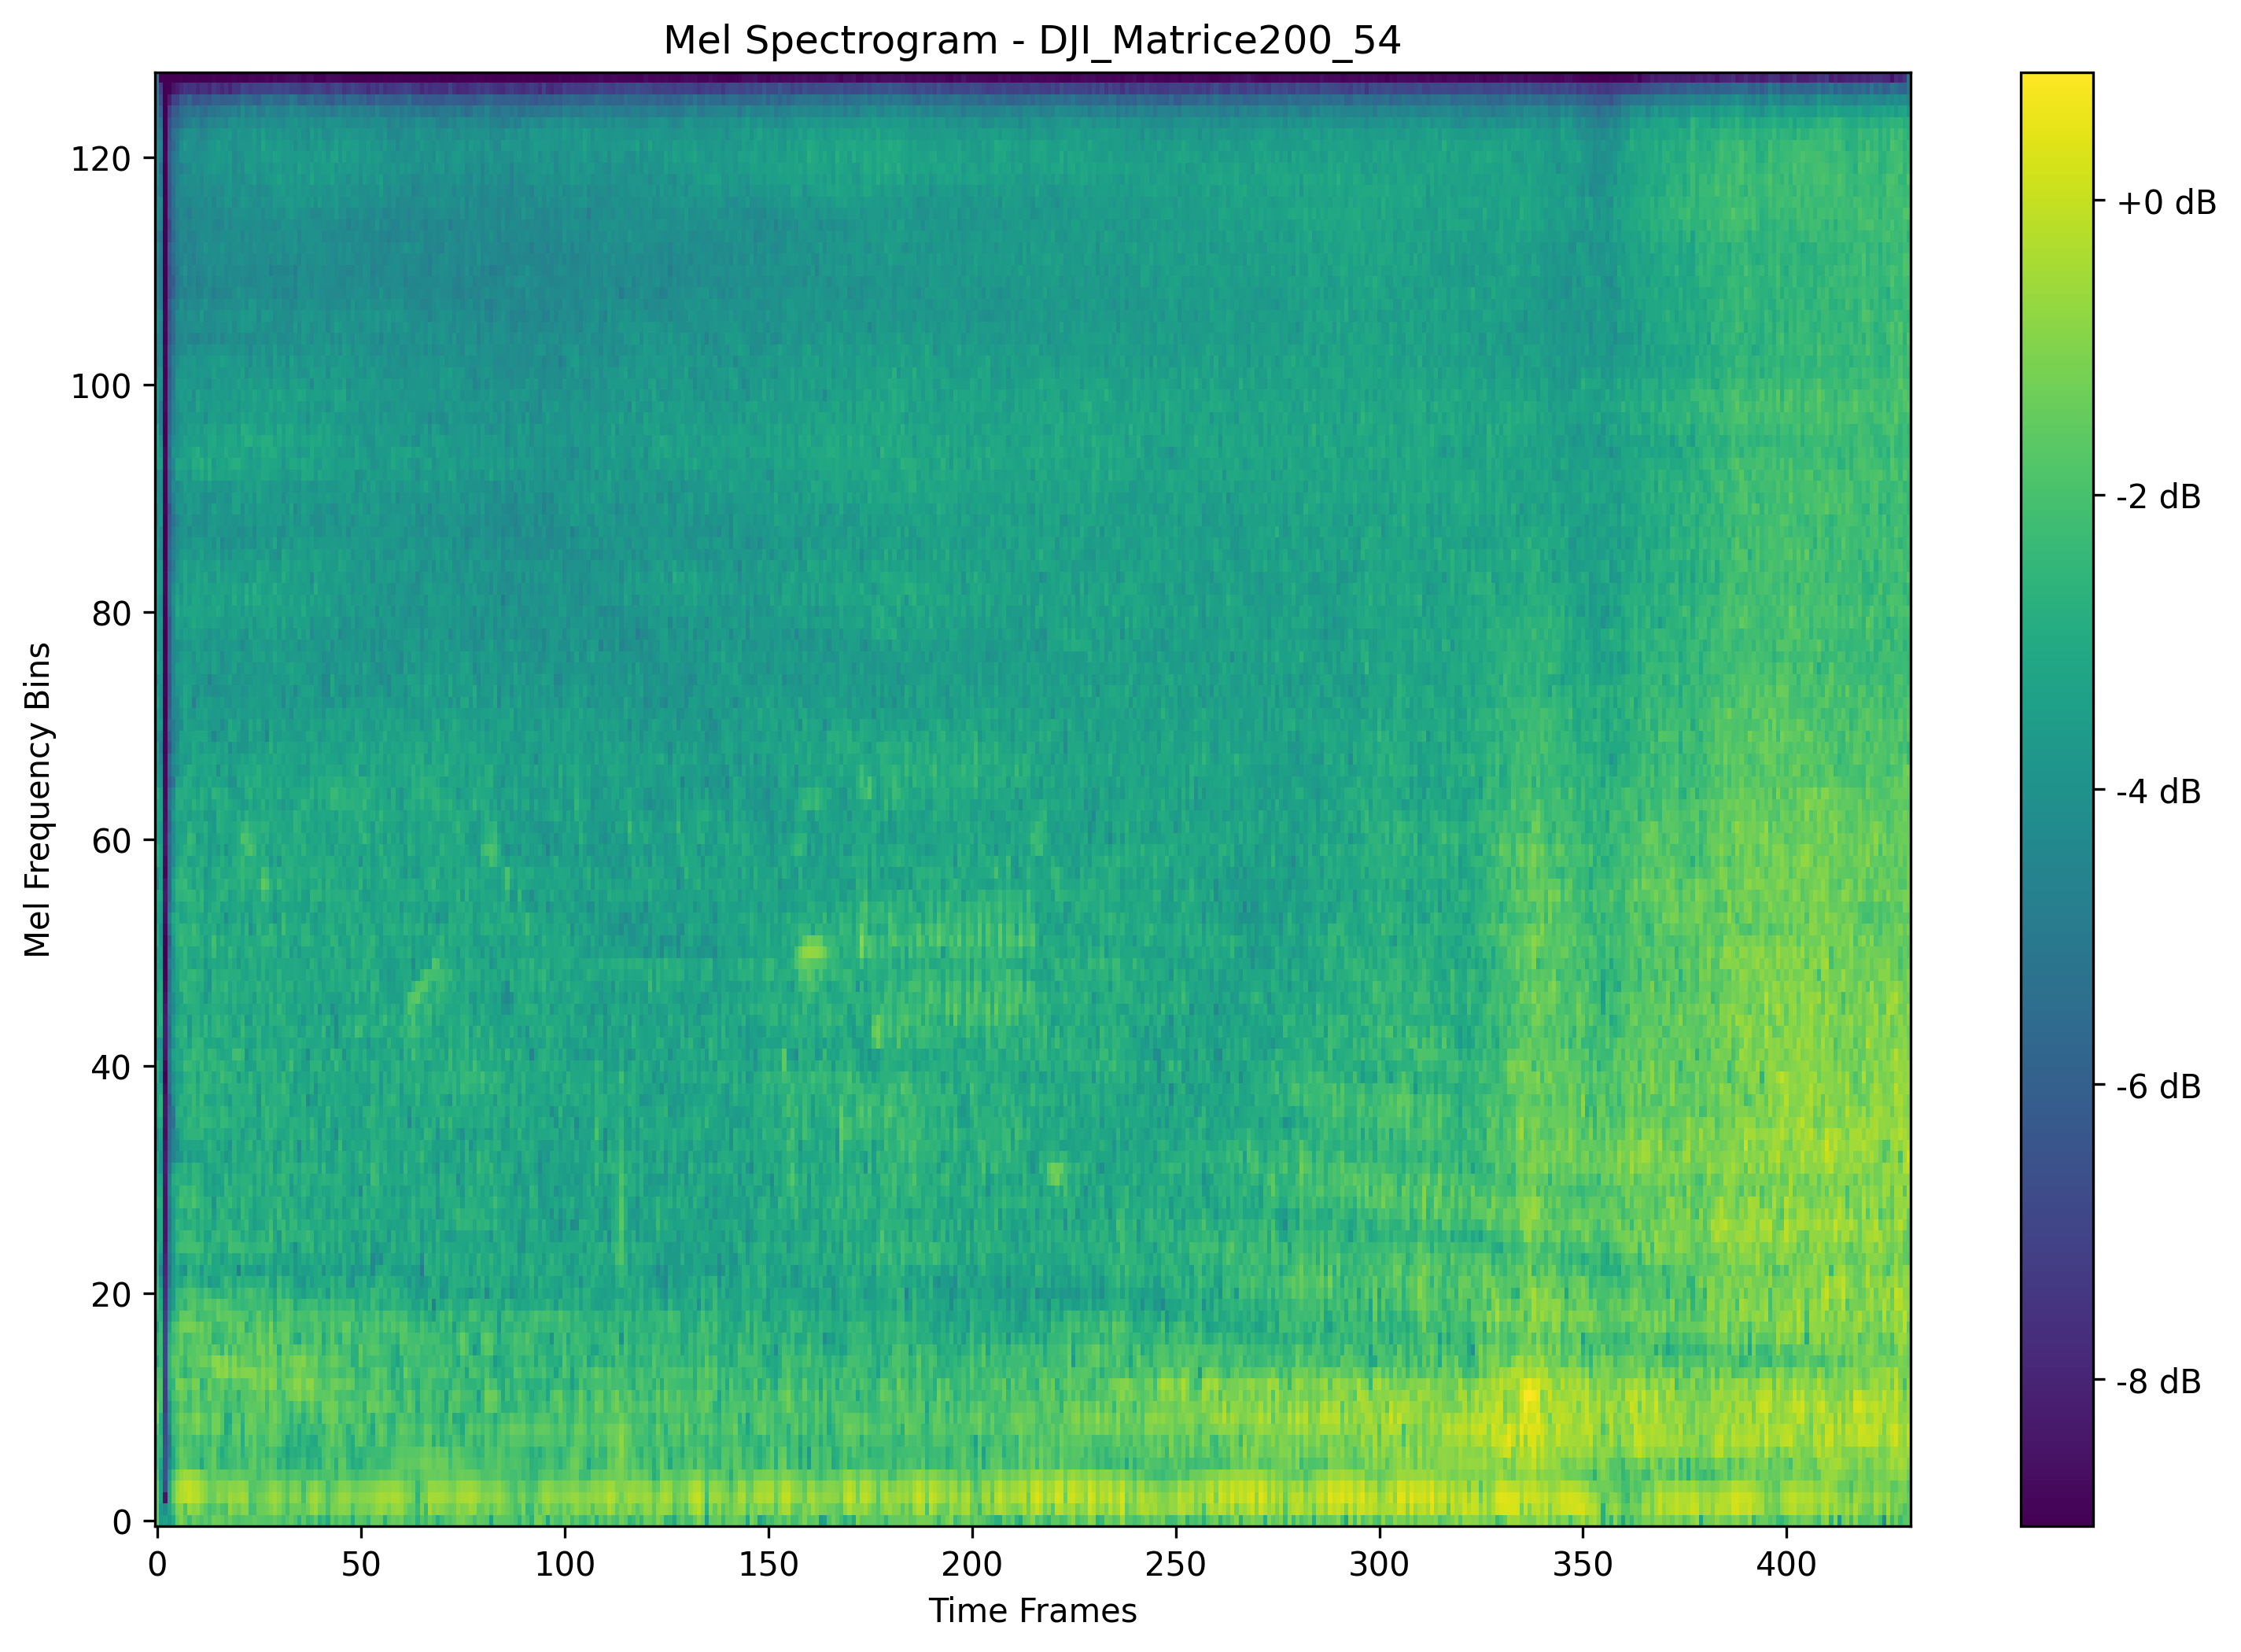 Mel Spectrogram - DJI_Matrice200_54
120
100
80
60
40
20
0
Mel Frequency Bins
0 50 100 150 200 250 300 350 400
Time Frames
+0 dB
-2 dB
-4 dB
-6 dB
-8 dB